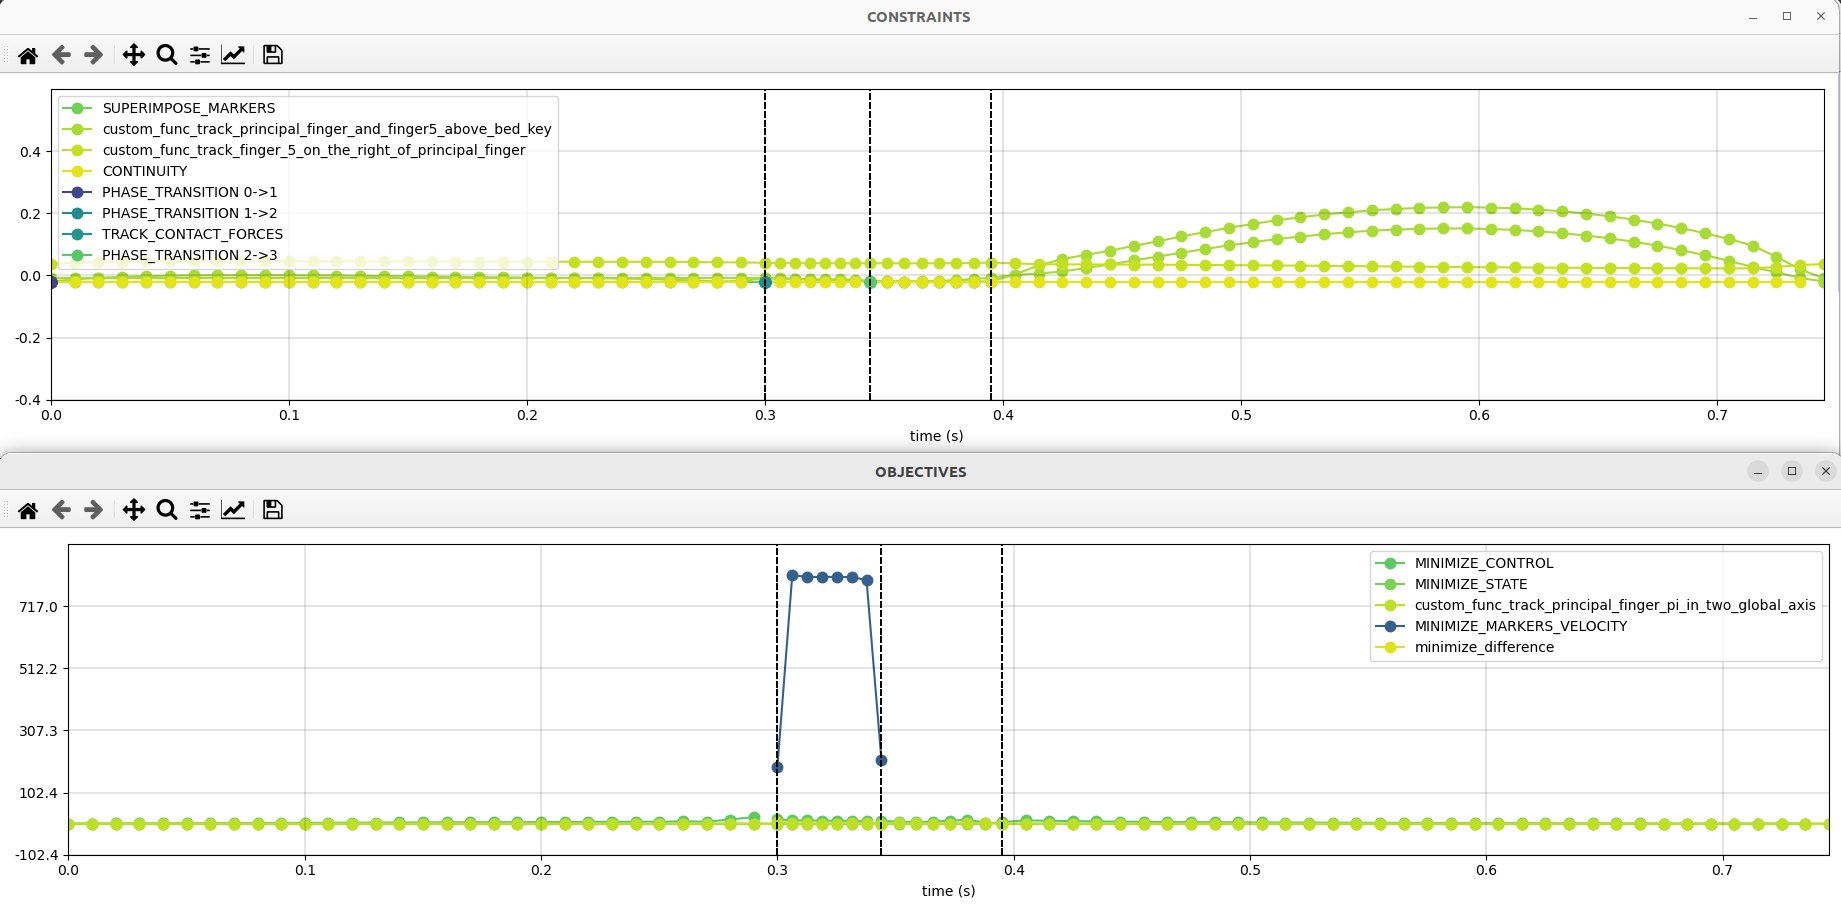 CONSTRAINTS
SUPERIMPOSE_MARKERS
custom_func_track_principal_finger_and_finger5_above_bed_key
custom_func_track_finger_5_on_the_right_of_principal_finger
CONTINUITY
PHASE_TRANSITION 0->1
PHASE_TRANSITION 1->2
TRACK_CONTACT_FORCES
PHASE_TRANSITION 2->3
0.4
0.2
0.0
-0.2
-0.4
0.0 0.1 0.2 0.3 0.4 0.5 0.6 0.7
time (s)
OBJECTIVES
MINIMIZE_CONTROL
MINIMIZE_STATE
custom_func_track_principal_finger_pi_in_two_global_axis
MINIMIZE_MARKERS_VELOCITY
minimize_difference
717.0
512.2
307.3
102.4
-102.4
0.0 0.1 0.2 0.3 0.4 0.5 0.6 0.7
time (s)